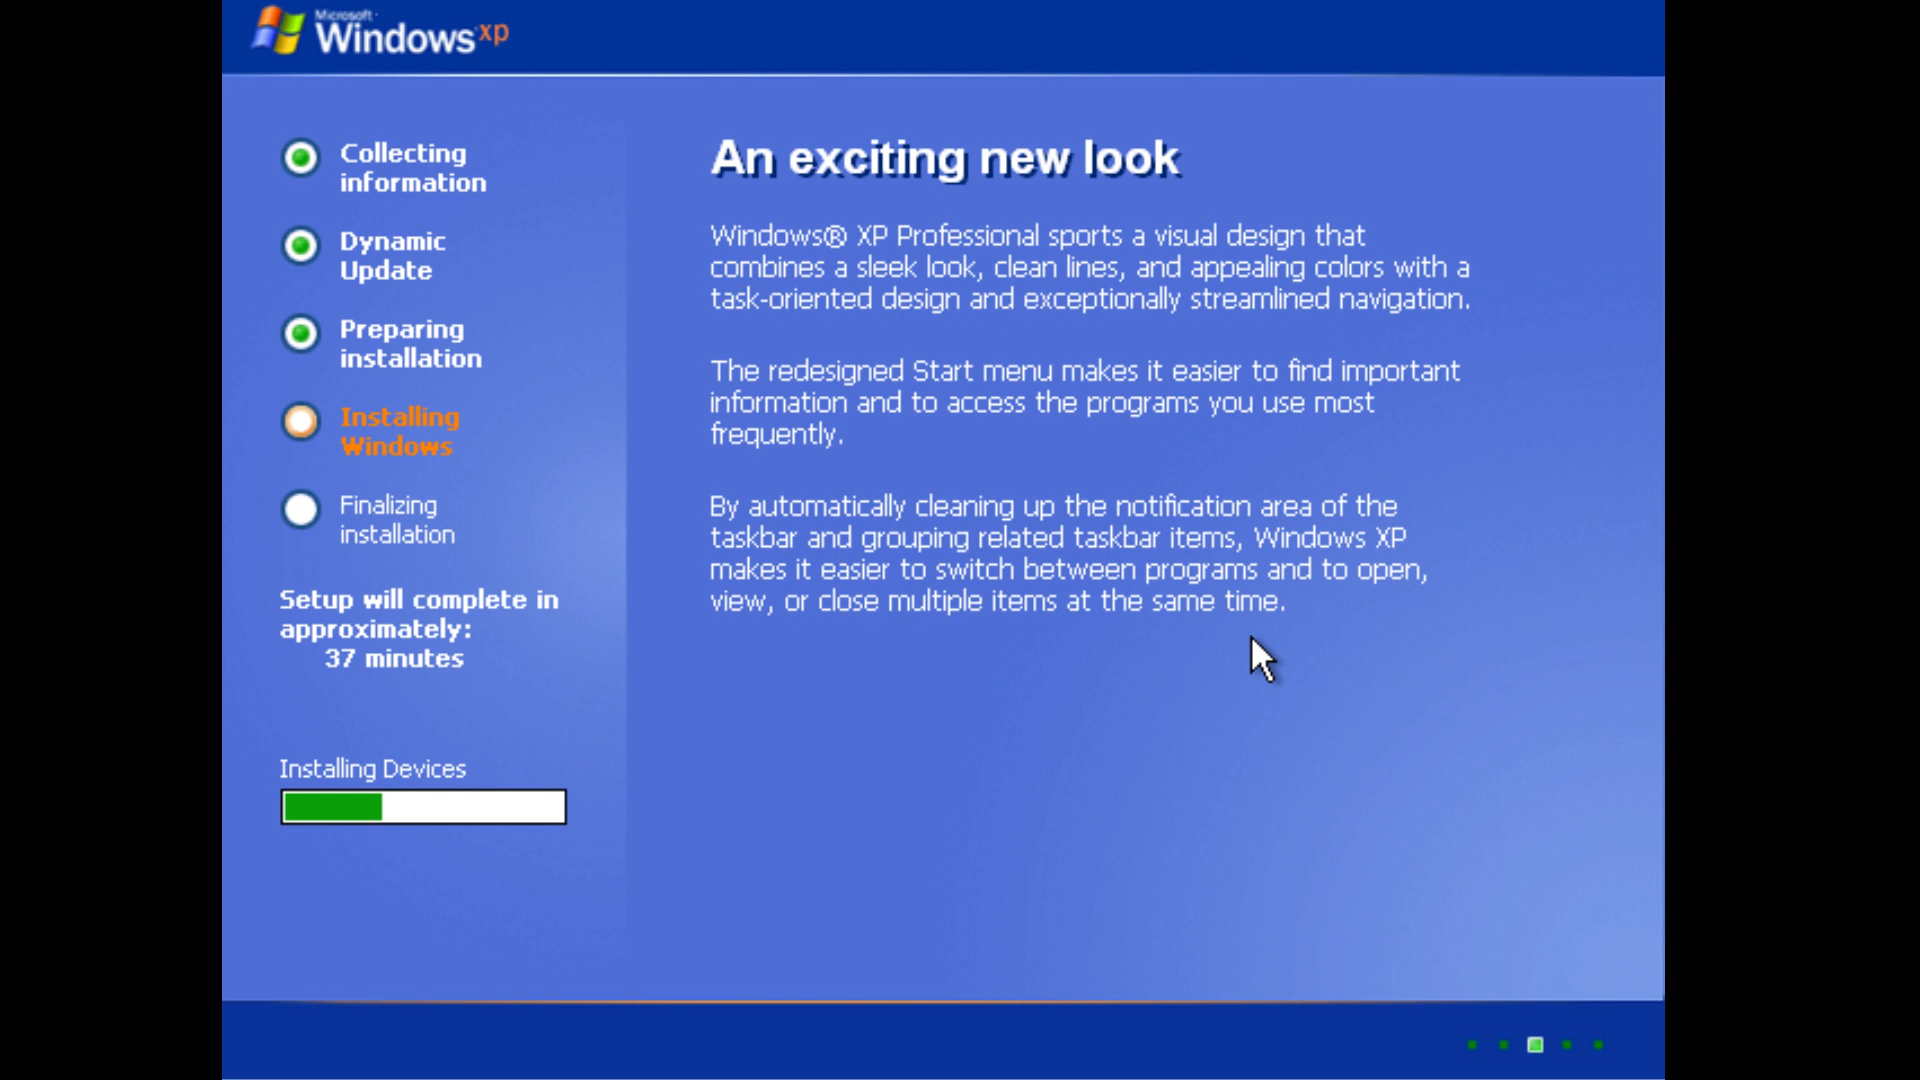 Microsoft®
Windows xp
Collecting
information
Dynamic
Update
Preparing
installation
Installing
Windows
Finalizing
installation
Setup will complete in
approximately:
37 minutes
Installing Devices
An exciting new look
Windows® XP Professional sports a visual design that
combines a sleek look, clean lines, and appealing colors with a
task-oriented design and exceptionally streamlined navigation.
The redesigned Start menu makes it easier to find important
information and to access the programs you use most
frequently.
By automatically cleaning up the notification area of the
taskbar and grouping related taskbar items, Windows XP
makes it easier to switch between programs and to open,
view, or close multiple items at the same time.